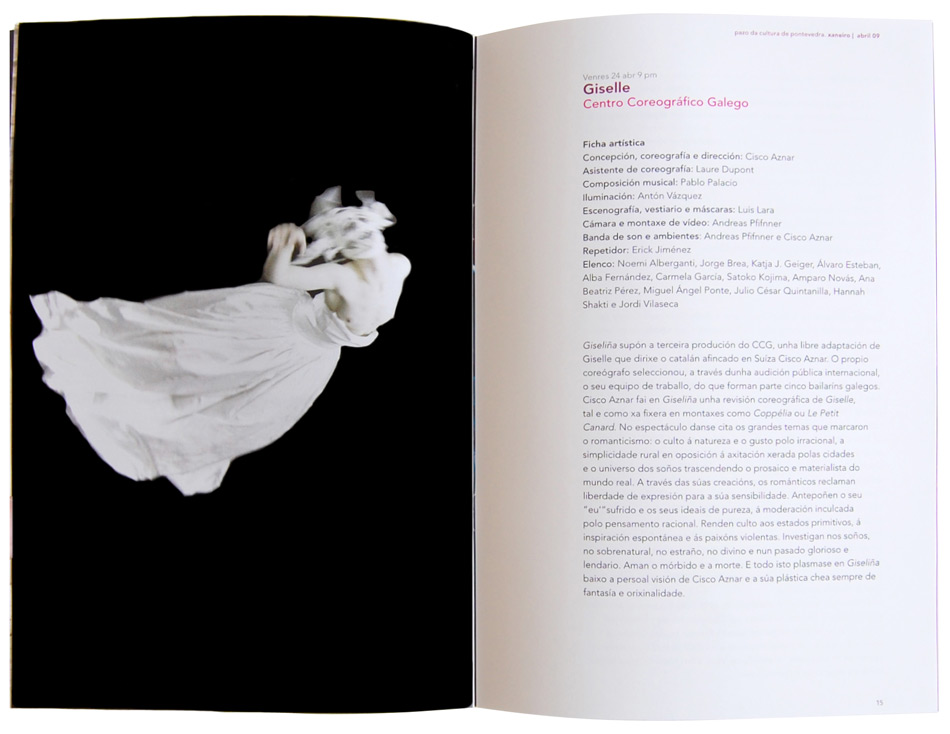 pazo da cultura de pontevedra. xaneiro | abril 09
Venres 24 abr 9 pm
Giselle
Centro Coreográfico Galego
Ficha artística
Concepción, coreografía e dirección: Cisco Aznar
Asistente de coreografía: Laure Dupont
Composición musical: Pablo Palacio
Iluminación: Antón Vázquez
Escenografía, vestiario e máscaras: Luis Lara
Cámara e montaxe de vídeo: Andreas Pfifnner
Banda de son e ambientes: Andreas Pfifnner e Cisco Aznar
Repetidor: Erick Jiménez
Elenco: Noemi Alberganti, Jorge Brea, Katja J. Geiger, Álvaro Esteban,
Alba Fernández, Carmela García, Satoko Kojima, Amparo Novás, Ana
Beatriz Pérez, Miguel Ángel Ponte, Julio César Quintanilla, Hannah
Shakti e Jordi Vilaseca
Giseliña supón a terceira produción do CCG, unha libre adaptación de
Giselle que dirixe o catalán afincado en Suíza Cisco Aznar. O propio
coreógrafo seleccionou, a través dunha audición pública internacional,
o seu equipo de traballo, do que forman parte cinco bailaríns galegos.
Cisco Aznar fai en Giseliña unha revisión coreográfica de Giselle,
tal e como xa fixera en montaxes como Coppélia ou Le Petit
Canard. No espectáculo danse cita os grandes temas que marcaron
o romanticismo: o culto á natureza e o gusto polo irracional, a
simplicidade rural en oposición á axitación xerada polas cidades
e o universo dos soños trascendendo o prosaico e materialista do
mundo real. A través das súas creacións, os románticos reclaman
liberdade de expresión para a súa sensibilidade. Antepoñen o seu
"eu'"sufrido e os seus ideais de pureza, á moderación inculcada
polo pensamento racional. Renden culto aos estados primitivos, á
inspiración espontánea e ás paixóns violentas. Investigan nos soños,
no sobrenatural, no estraño, no divino e nun pasado glorioso e
lendario. Aman o mórbido e a morte. E todo isto plasmase en Giseliña
baixo a persoal visión de Cisco Aznar e a súa plástica chea sempre de
fantasía e orixinalidade.
15